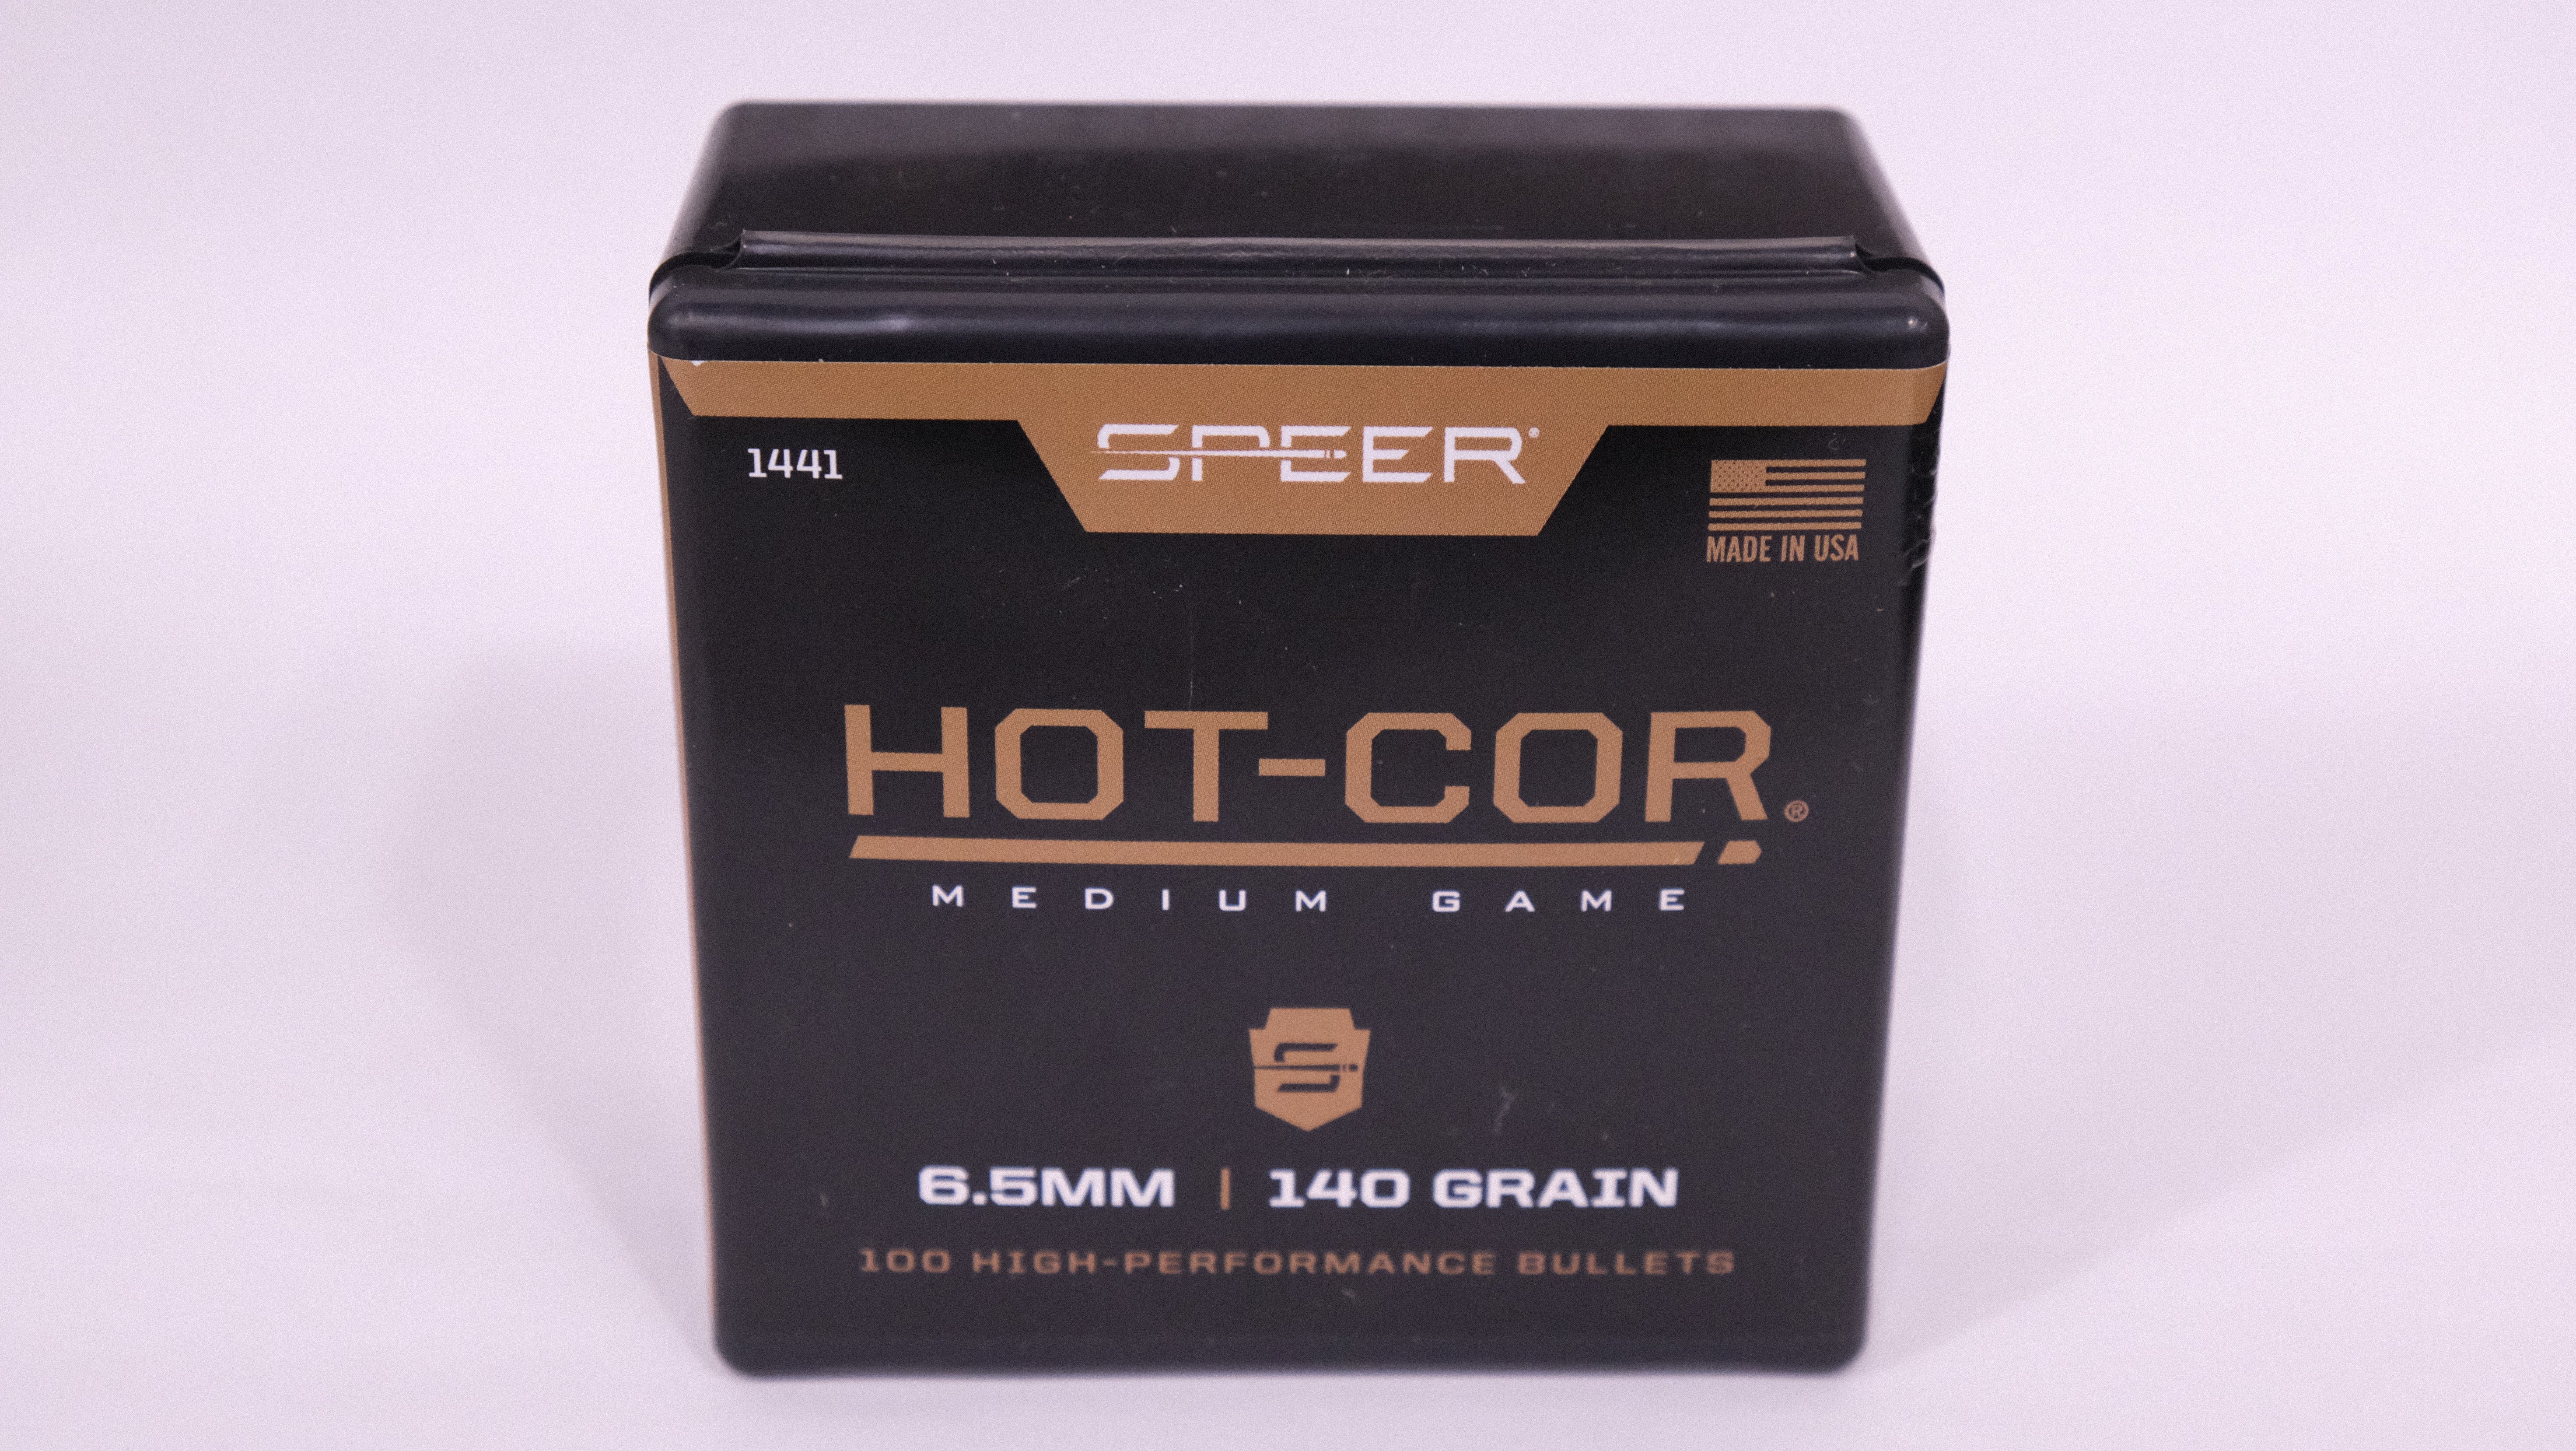 SPEER®
1441
MADE IN USA
HOT-COR®
MEDIUM GAME
6.5MM | 140 GRAIN
100 HIGH-PERFORMANCE BULLETS